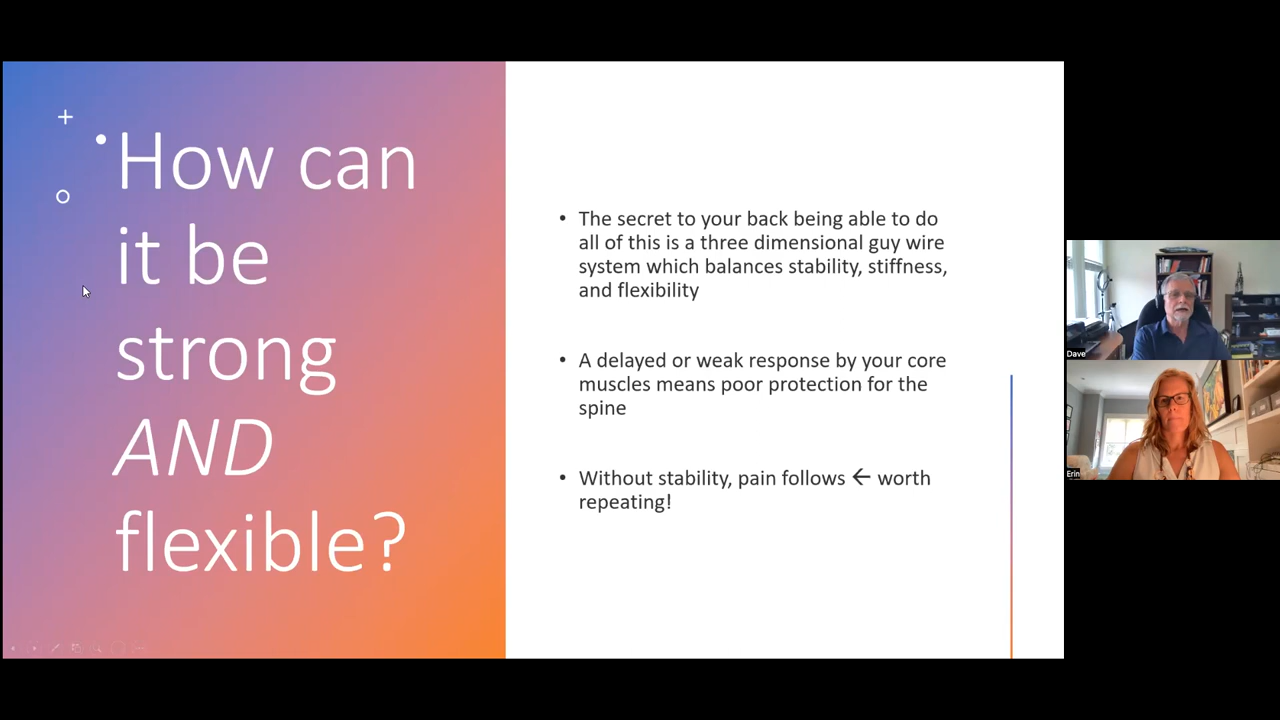 How can
it be
strong
AND
flexible?
• The secret to your back being able to do
all of this is a three dimensional guy wire
system which balances stability, stiffness,
and flexibility
• A delayed or weak response by your core
muscles means poor protection for the
spine
• Without stability, pain follows ← worth
repeating!
Dave
Erin